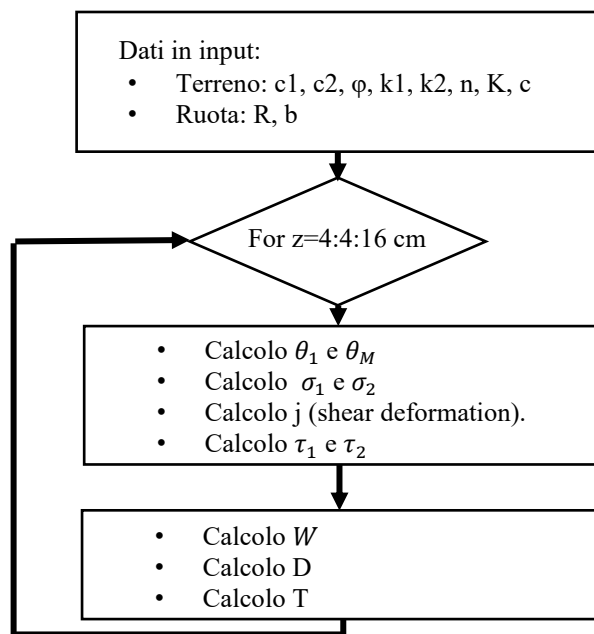 Dati in input:
• Terreno: c1, c2, φ, k1, k2, n, K, c
• Ruota: R, b
For z=4:4:16 cm
• Calcolo 𝜃₁ e 𝜃_M
• Calcolo 𝜎₁ e 𝜎₂
• Calcolo j (shear deformation).
• Calcolo 𝜏₁ e 𝜏₂
• Calcolo 𝑊
• Calcolo D
• Calcolo T